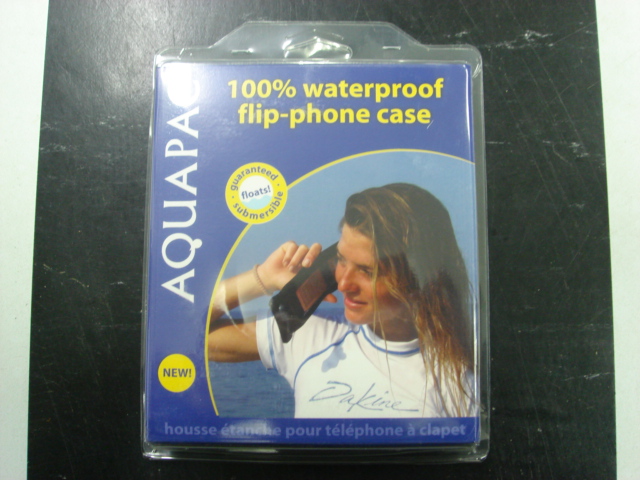 100% waterproof
flip-phone case
AQUAPAC
guaranteed
floats!
submersible
NEW!
Dakine
housse étanche pour téléphone à clapet